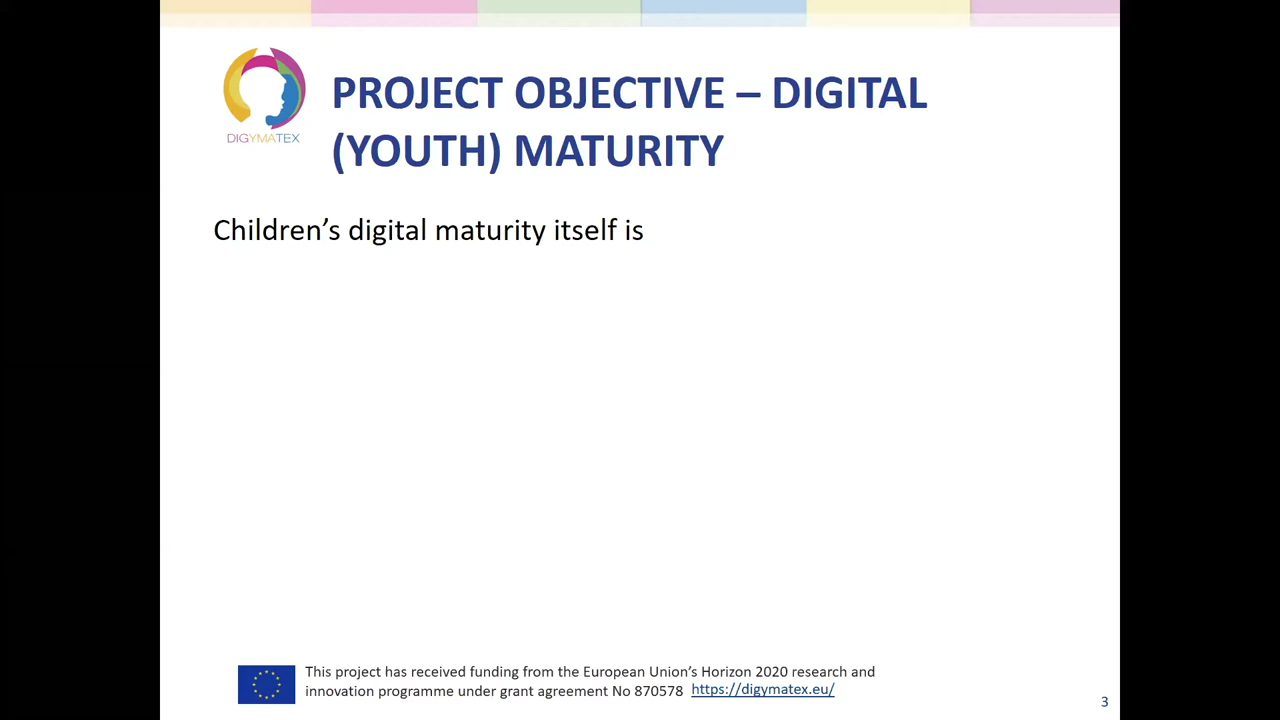 PROJECT OBJECTIVE – DIGITAL
(YOUTH) MATURITY
DIGYMATEX
Children’s digital maturity itself is
This project has received funding from the European Union’s Horizon 2020 research and
innovation programme under grant agreement No 870578 https://digymatex.eu/
3